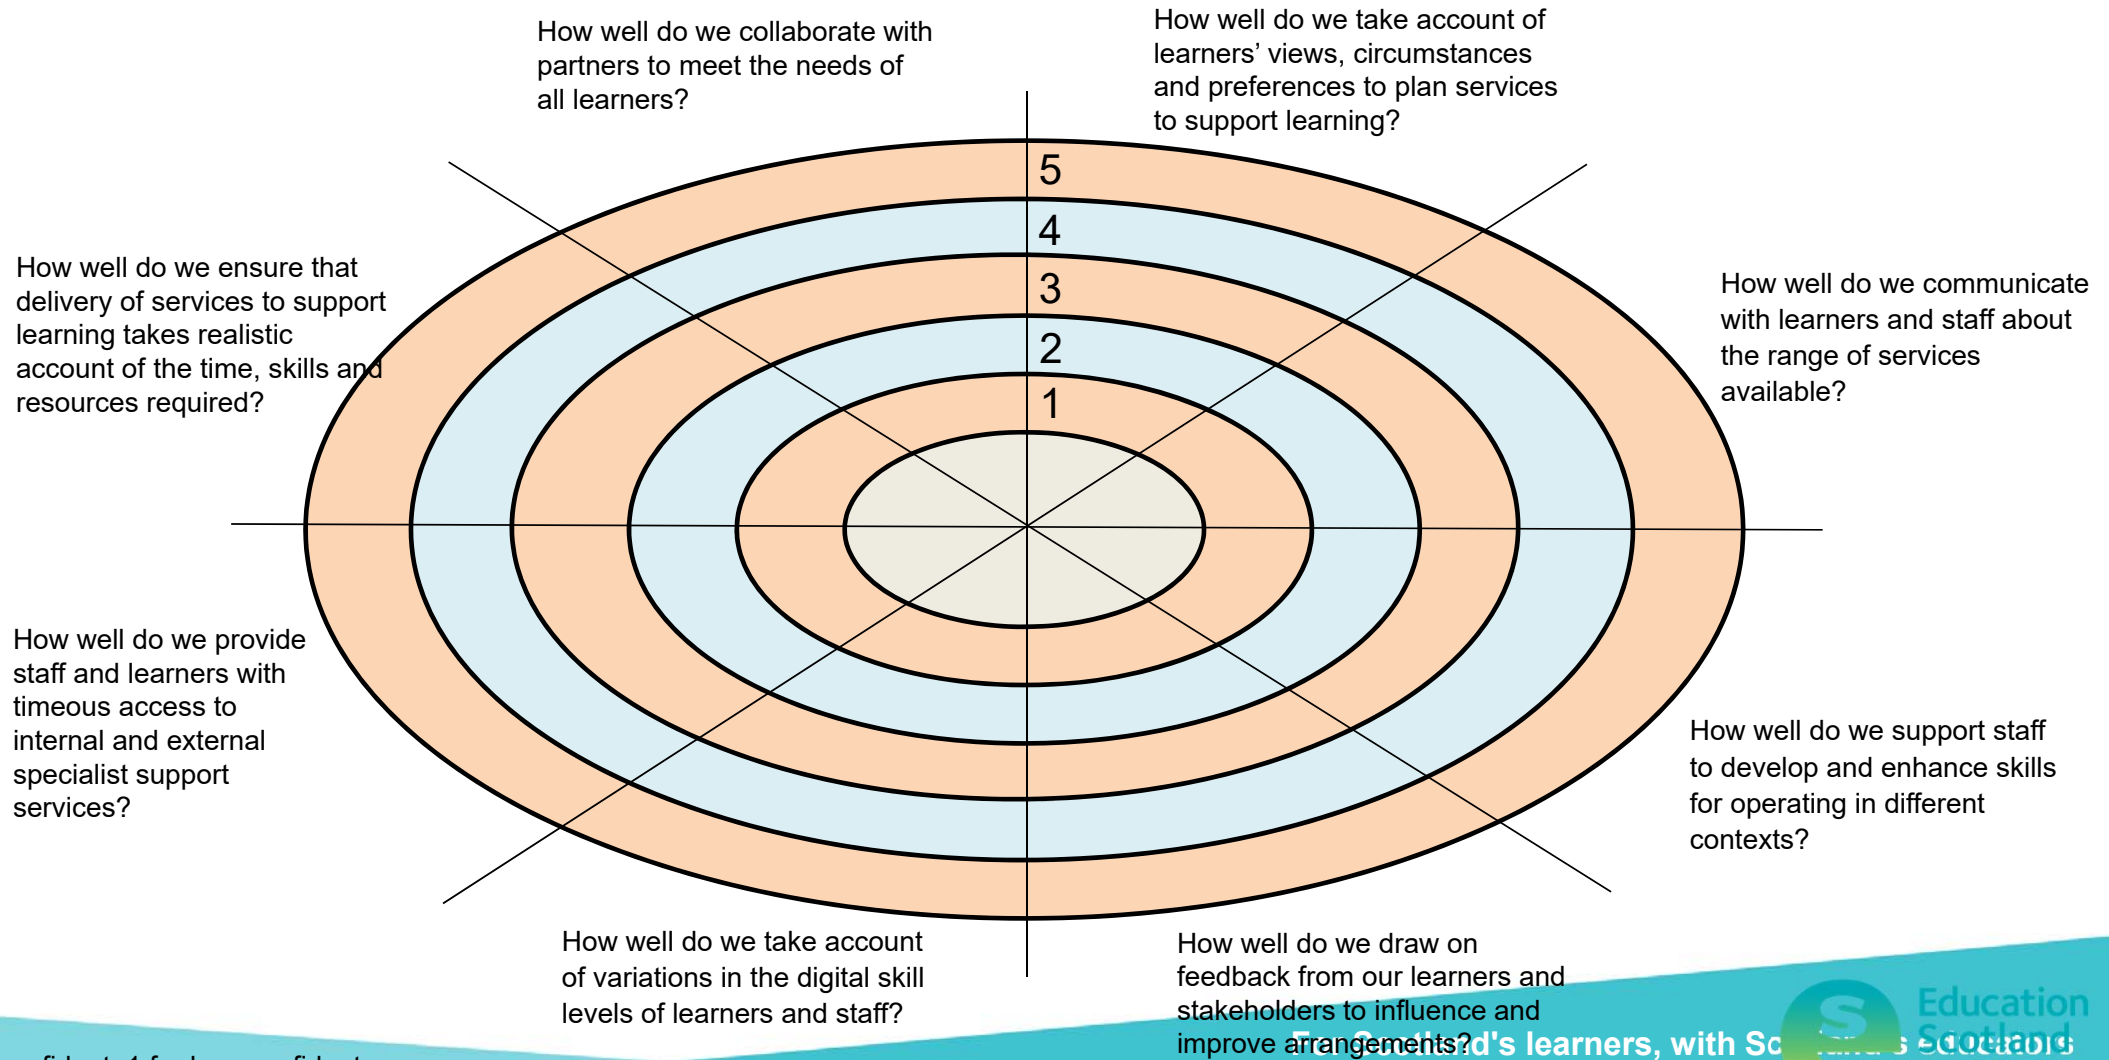 How well do we collaborate with
partners to meet the needs of
all learners?
How well do we take account of
learners’ views, circumstances
and preferences to plan services
to support learning?
5
4
3
2
1
How well do we ensure that
delivery of services to support
learning takes realistic
account of the time, skills and
resources required?
How well do we communicate
with learners and staff about
the range of services
available?
How well do we provide
staff and learners with
timeous access to
internal and external
specialist support
services?
How well do we support staff
to develop and enhance skills
for operating in different
contexts?
How well do we take account
of variations in the digital skill
levels of learners and staff?
How well do we draw on
feedback from our learners and
stakeholders to influence and
improve arrangements?
For Scotland's learners, with Scotland's educators
Education
Scotland